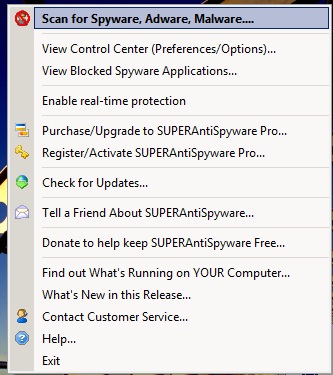 Scan for Spyware, Adware, Malware....
View Control Center (Preferences/Options)...
View Blocked Spyware Applications...
Enable real-time protection
Purchase/Upgrade to SUPERAntiSpyware Pro...
Register/Activate SUPERAntiSpyware Pro...
Check for Updates...
Tell a Friend About SUPERAntiSpyware...
Donate to help keep SUPERAntiSpyware Free...
Find out What's Running on YOUR Computer...
What's New in this Release...
Contact Customer Service...
Help...
Exit